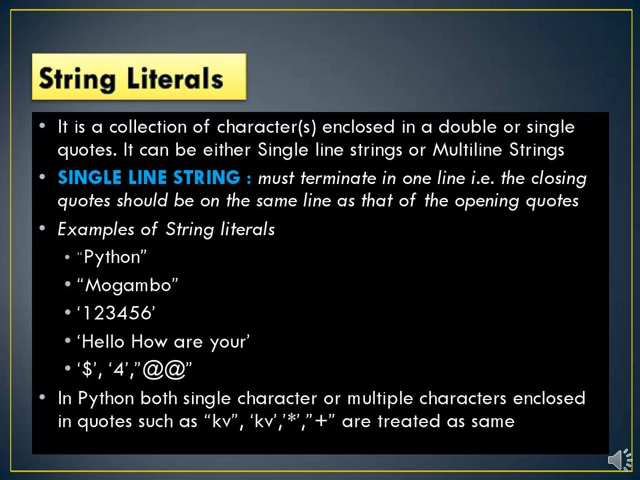 String Literals
• It is a collection of character(s) enclosed in a double or single
quotes. It can be either Single line strings or Multiline Strings
• SINGLE LINE STRING : must terminate in one line i.e. the closing
quotes should be on the same line as that of the opening quotes
• Examples of String literals
• “Python”
• “Mogambo”
• ‘123456’
• ‘Hello How are your’
• ‘$’, ‘4’,”@@”
• In Python both single character or multiple characters enclosed
in quotes such as “kv”, ‘kv’,’*’,”+” are treated as same